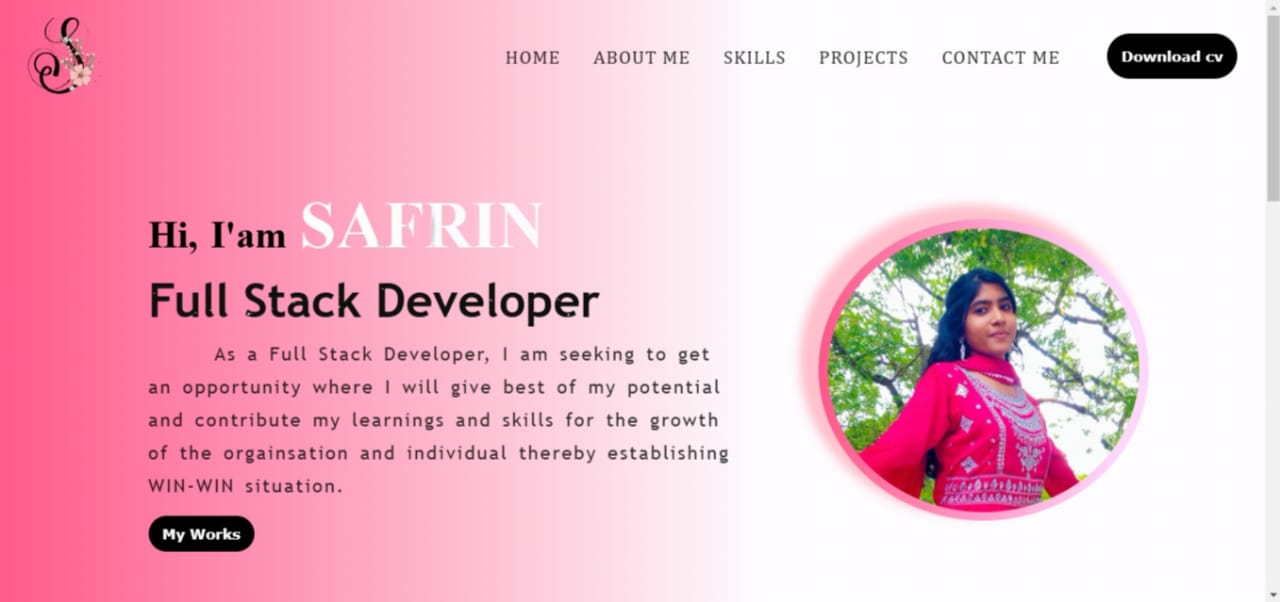 HOME ABOUT ME SKILLS PROJECTS CONTACT ME Download cv
Hi, I'am SAFRIN
Full Stack Developer
As a Full Stack Developer, I am seeking to get
an opportunity where I will give best of my potential
and contribute my learnings and skills for the growth
of the orgainsation and individual thereby establishing
WIN-WIN situation.
My Works